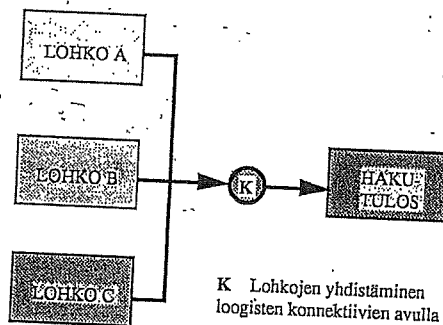 LOHKO A
LOHKO B
K
HAKU-
TULOS
LOHKO C
K Lohkojen yhdistäminen
loogisten konnektiivien avulla